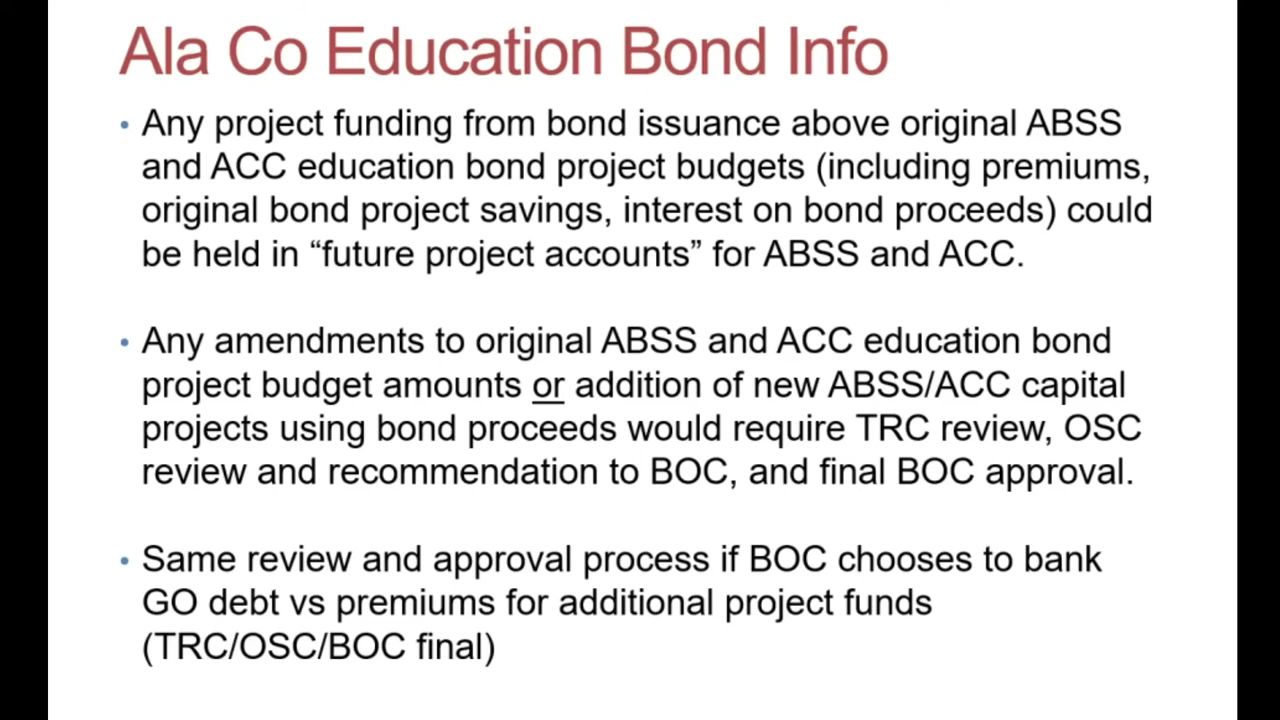 Ala Co Education Bond Info
• Any project funding from bond issuance above original ABSS
and ACC education bond project budgets (including premiums,
original bond project savings, interest on bond proceeds) could
be held in “future project accounts” for ABSS and ACC.
• Any amendments to original ABSS and ACC education bond
project budget amounts or addition of new ABSS/ACC capital
projects using bond proceeds would require TRC review, OSC
review and recommendation to BOC, and final BOC approval.
• Same review and approval process if BOC chooses to bank
GO debt vs premiums for additional project funds
(TRC/OSC/BOC final)